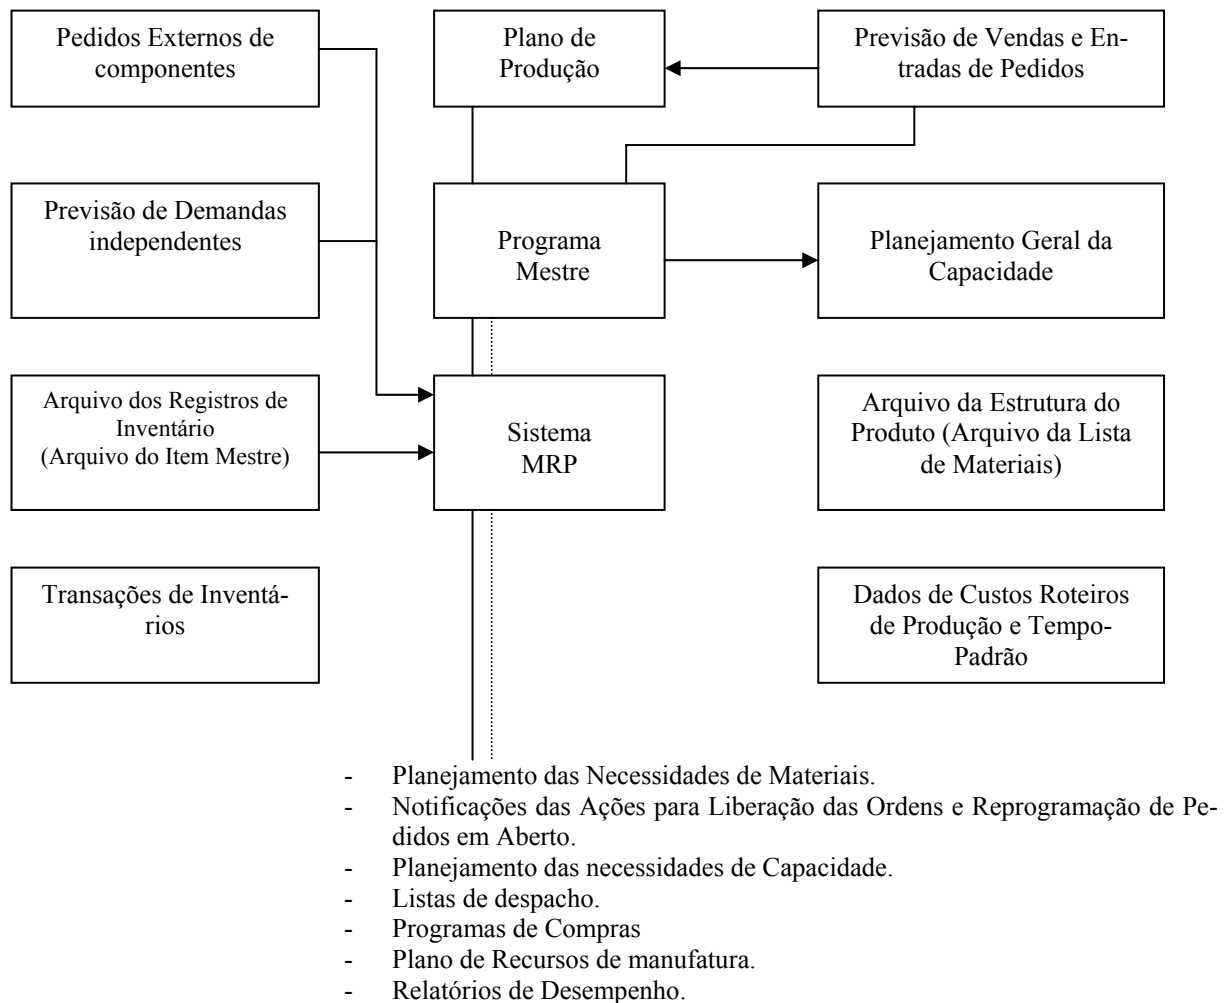 Pedidos Externos de
componentes
Plano de
Produção
Previsão de Vendas e En-
tradas de Pedidos
Previsão de Demandas
independentes
Programa
Mestre
Planejamento Geral da
Capacidade
Arquivo dos Registros de
Inventário
(Arquivo do Item Mestre)
Sistema
MRP
Arquivo da Estrutura do
Produto (Arquivo da Lista
de Materiais)
Transações de Inventá-
rios
Dados de Custos Roteiros
de Produção e Tempo-
Padrão
- Planejamento das Necessidades de Materiais.
- Notificações das Ações para Liberação das Ordens e Reprogramação de Pe-
didos em Aberto.
- Planejamento das necessidades de Capacidade.
- Listas de despacho.
- Programas de Compras
- Plano de Recursos de manufatura.
- Relatórios de Desempenho.